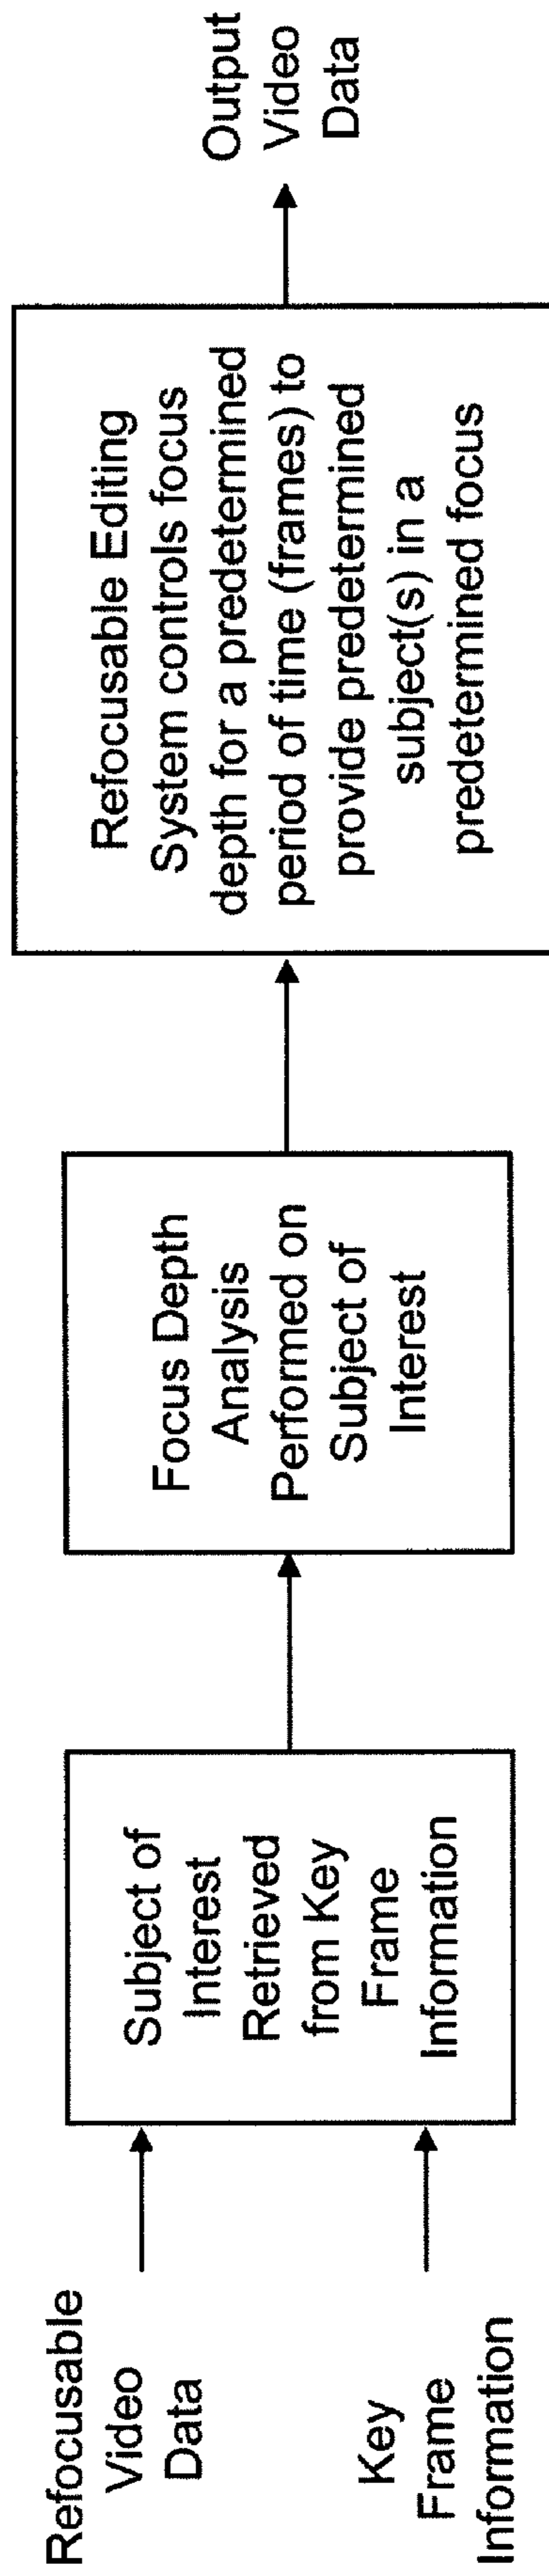 Refocusable
Video
Data
Key
Frame
Information
Subject of
Interest
Retrieved
from Key
Frame
Information
Focus Depth
Analysis
Performed on
Subject of
Interest
Refocusable Editing
System controls focus
depth for a predetermined
period of time (frames) to
provide predetermined
subject(s) in a
predetermined focus
Output
Video
Data